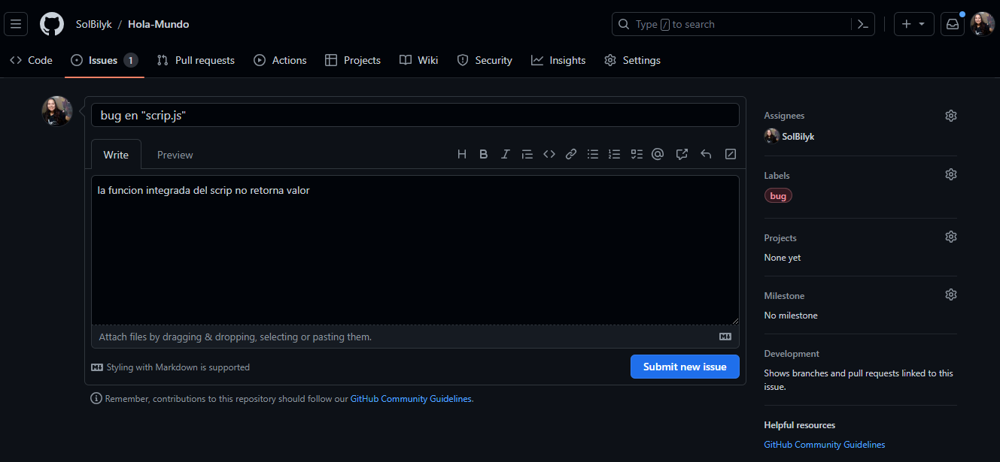 SolBilyk / Hola-Mundo
Type / to search
Code
Issues 1
Pull requests
Actions
Projects
Wiki
Security
Insights
Settings
bug en "scrip.js"
Write
Preview
la funcion integrada del scrip no retorna valor
Attach files by dragging & dropping, selecting or pasting them.
Styling with Markdown is supported
Submit new issue
Remember, contributions to this repository should follow our GitHub Community Guidelines.
Assignees
SolBilyk
Labels
bug
Projects
None yet
Milestone
No milestone
Development
Shows branches and pull requests linked to this
issue.
Helpful resources
GitHub Community Guidelines